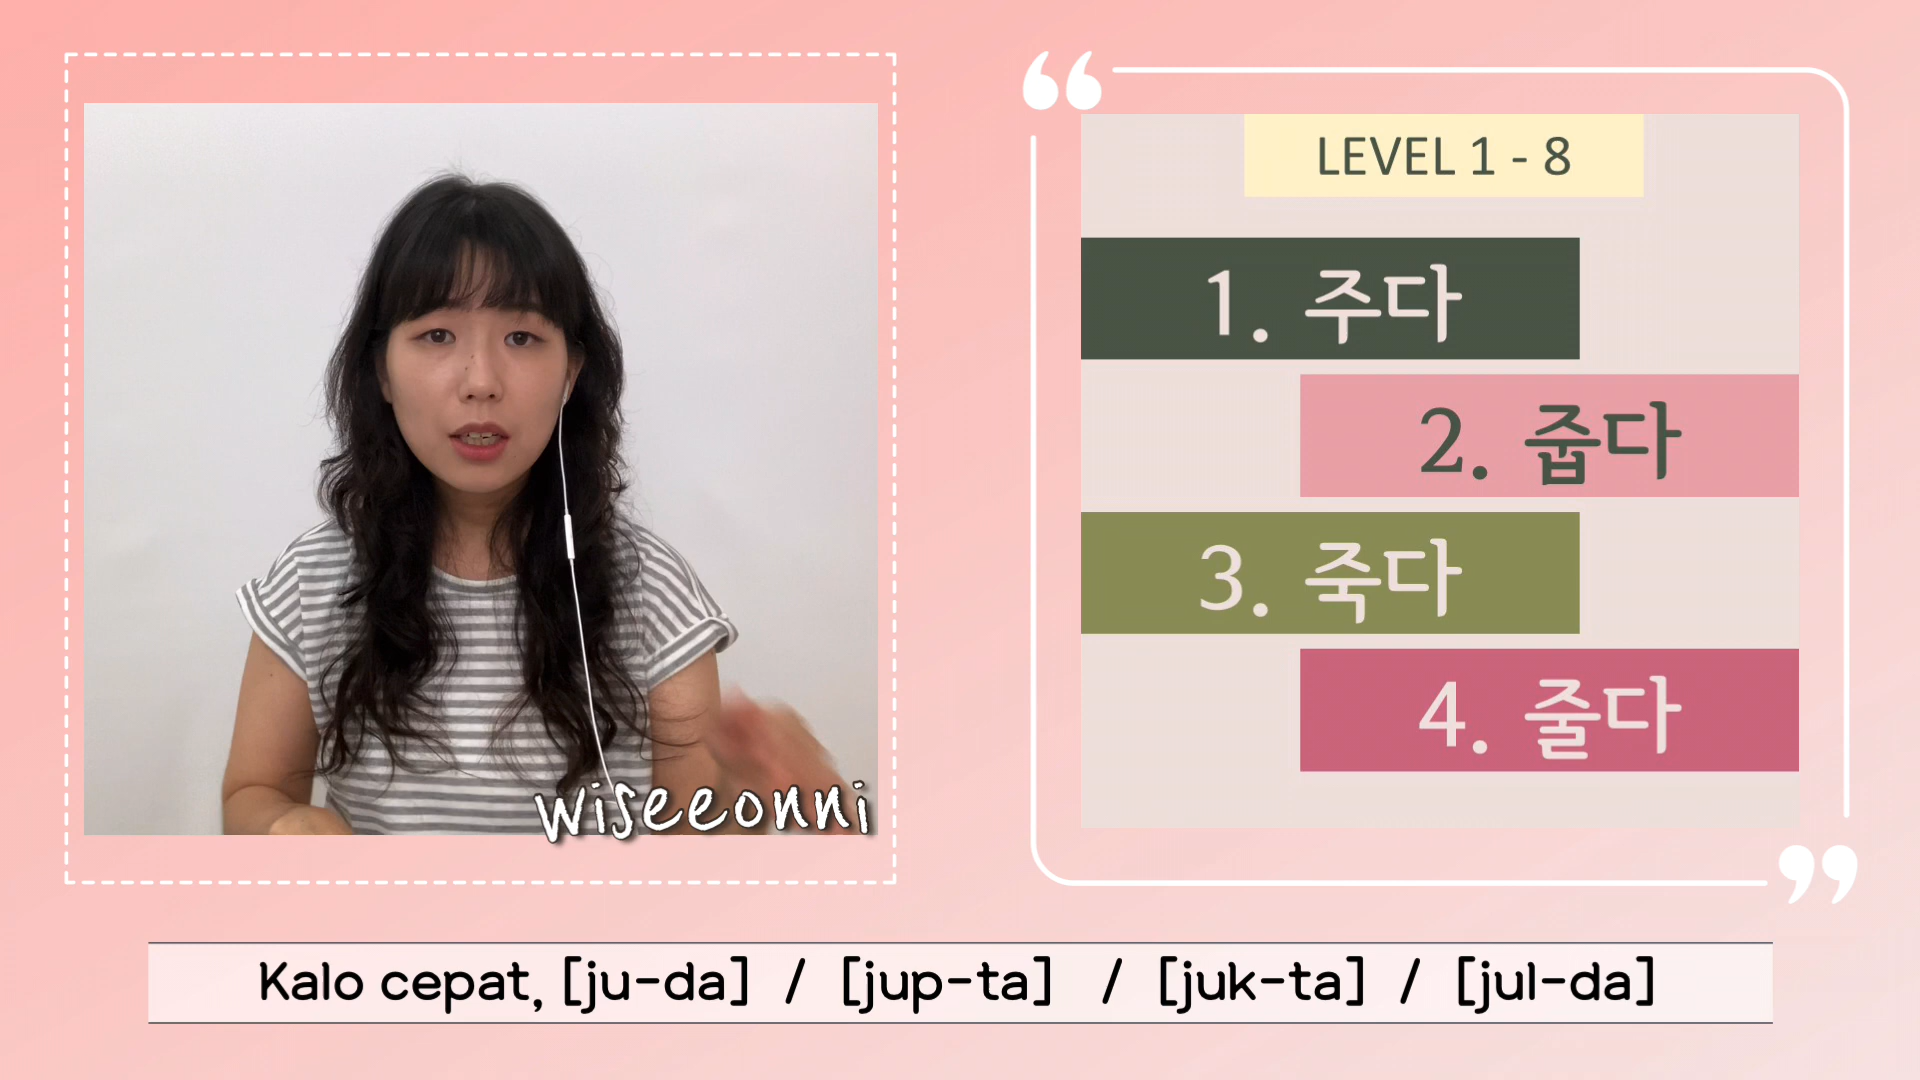 wiseeonni
LEVEL 1 - 8
1. 주다
2. 줍다
3. 죽다
4. 줄다
Kalo cepat, [ju-da] / [jup-ta] / [juk-ta] / [jul-da]